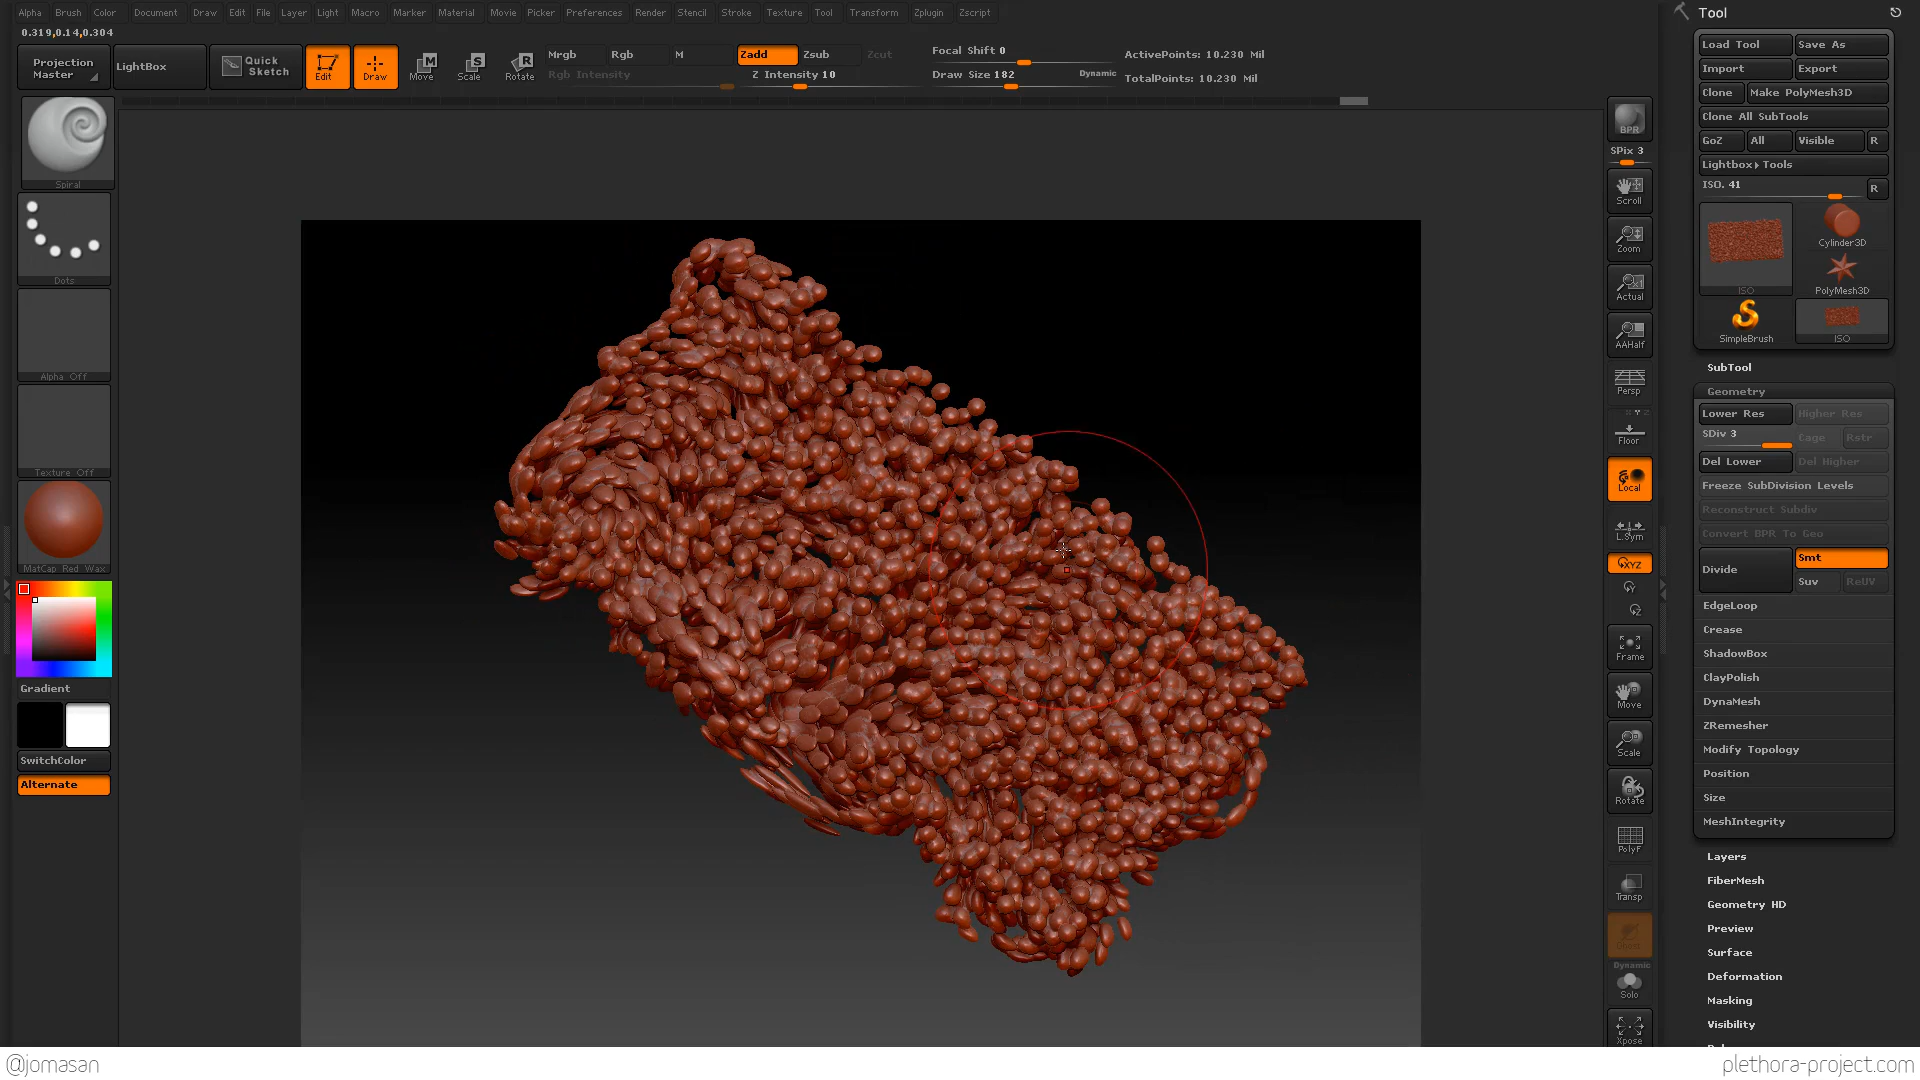 Alpha Brush Color Document Draw Edit File Layer Light Macro Marker Material Movie Picker Preferences Render Stencil Stroke Texture Tool Transform Zplugin Zscript
0.319,0.14,0.304
Projection Master
LightBox
Quick Sketch
Edit
Draw
Move
Scale
Rotate
Mrgb Rgb M Zadd Zsub Zcut
Rgb Intensity Z Intensity 10
Focal Shift 0
Draw Size 182 Dynamic
ActivePoints: 10.230 Mil
TotalPoints: 10.230 Mil
Spiral
Dots
Alpha Off
Texture Off
MatCap Red Wax
Gradient
SwitchColor
Alternate
BPR
SPix 3
Scroll
Zoom
Actual
AAHalf
Persp
Floor
Local
L.Sym
XYZ
Y
Z
Frame
Move
Scale
Rotate
PolyF
Transp
Ghost
Dynamic
Solo
Xpose
Tool
Load Tool Save As
Import Export
Clone Make PolyMesh3D
Clone All SubTools
GoZ All Visible R
Lightbox▸Tools
ISO. 41 R
ISO
Cylinder3D
PolyMesh3D
SimpleBrush
ISO
SubTool
Geometry
Lower Res Higher Res
SDiv 3 Cage Rstr
Del Lower Del Higher
Freeze SubDivision Levels
Reconstruct Subdiv
Convert BPR To Geo
Divide Smt
Suv ReUV
EdgeLoop
Crease
ShadowBox
ClayPolish
DynaMesh
ZRemesher
Modify Topology
Position
Size
MeshIntegrity
Layers
FiberMesh
Geometry HD
Preview
Surface
Deformation
Masking
Visibility
@jomasan
plethora-project.com